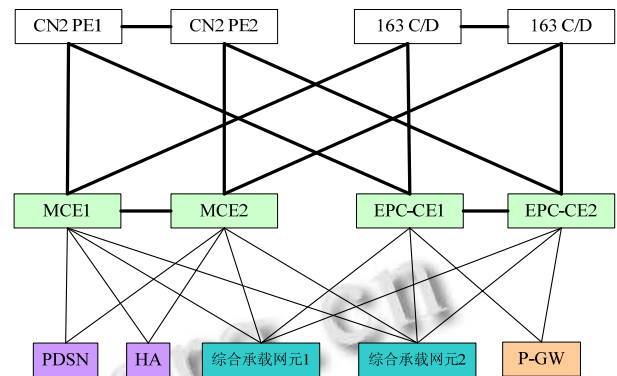 CN2 PE1
CN2 PE2
163 C/D
163 C/D
MCE1
MCE2
EPC-CE1
EPC-CE2
PDSN
HA
综合承载网元1
综合承载网元2
P-GW